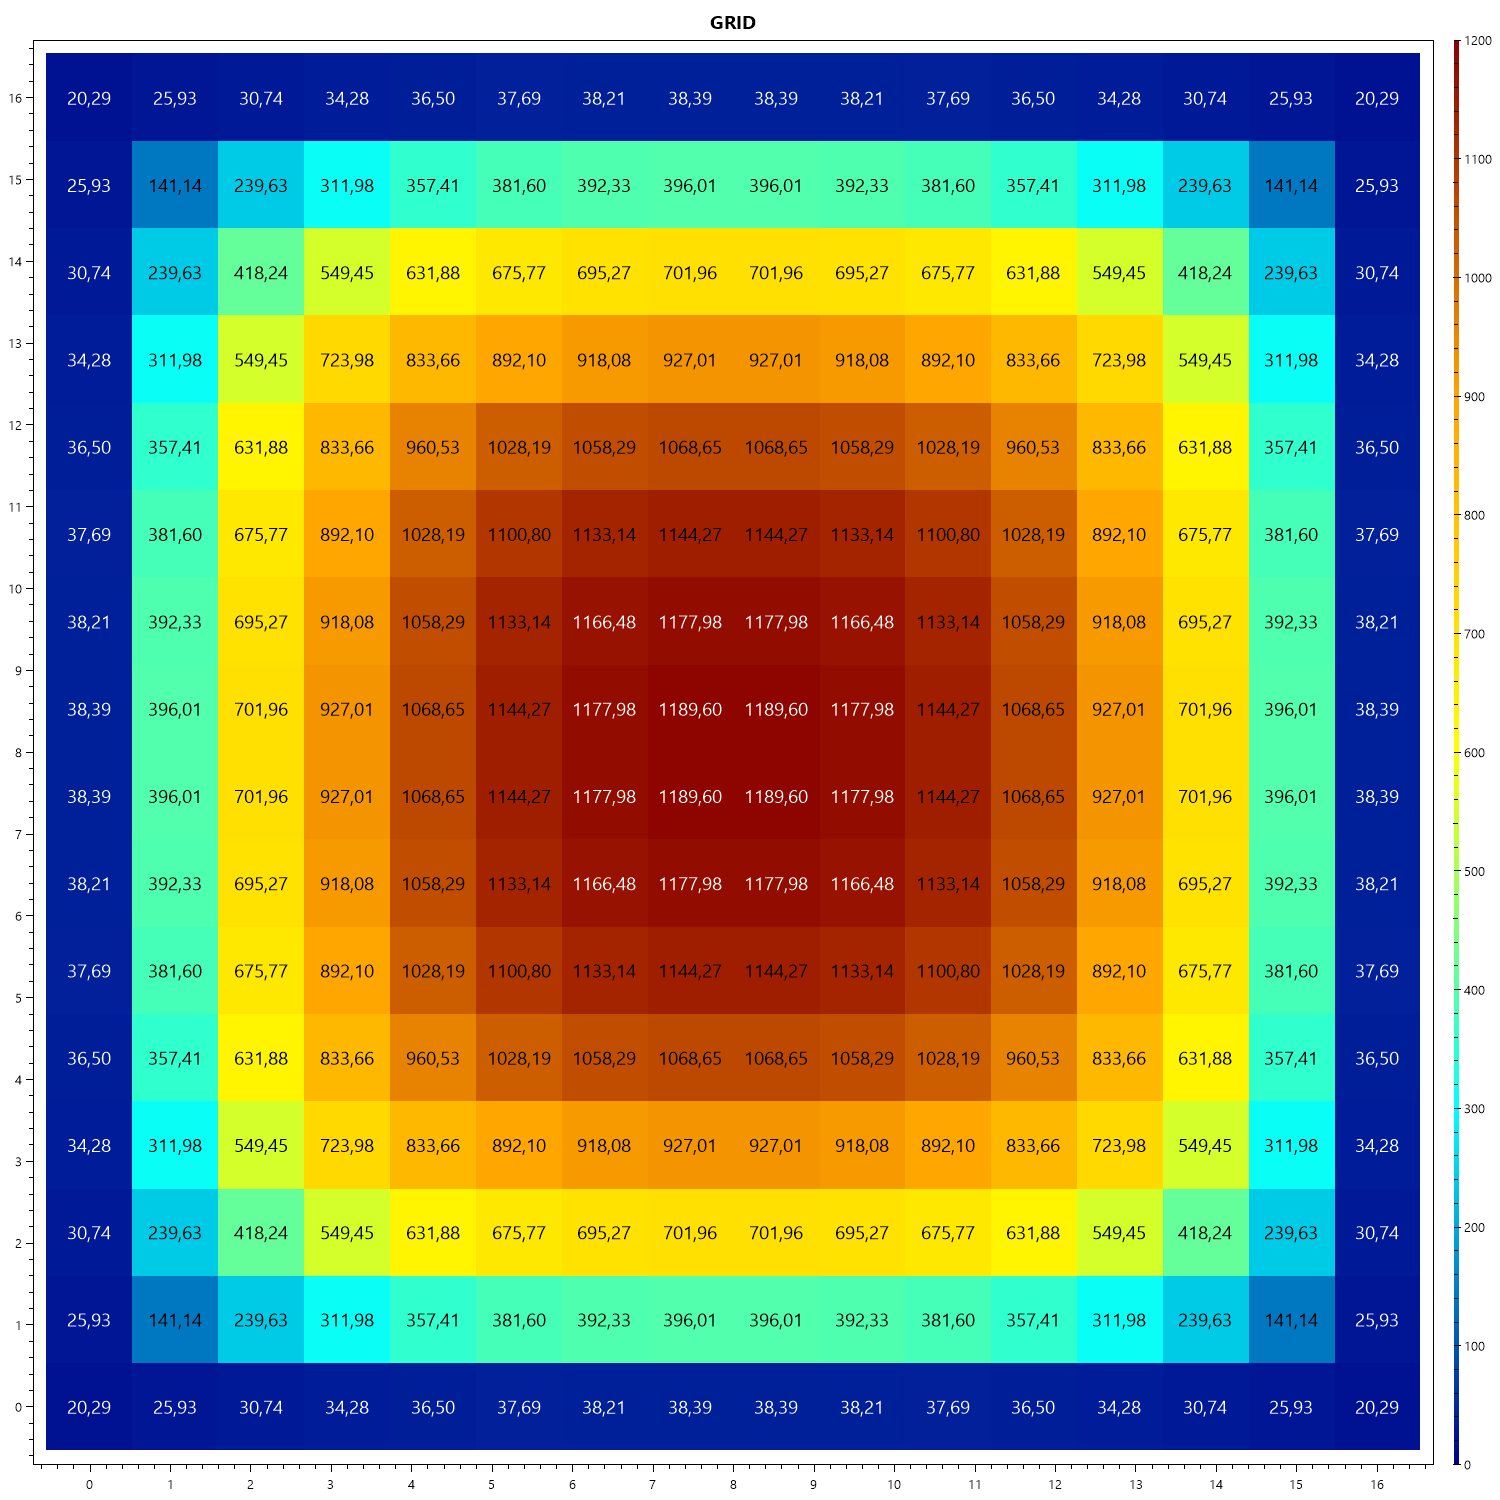 GRID
1200
16 20,29 25,93 30,74 34,28 36,50 37,69 38,21 38,39 38,39 38,21 37,69 36,50 34,28 30,74 25,93 20,29
1100
15 25,93 141,14 239,63 311,98 357,41 381,60 392,33 396,01 396,01 392,33 381,60 357,41 311,98 239,63 141,14 25,93
14 30,74 239,63 418,24 549,45 631,88 675,77 695,27 701,96 701,96 695,27 675,77 631,88 549,45 418,24 239,63 30,74
1000
13 34,28 311,98 549,45 723,98 833,66 892,10 918,08 927,01 927,01 918,08 892,10 833,66 723,98 549,45 311,98 34,28
900
12 36,50 357,41 631,88 833,66 960,53 1028,19 1058,29 1068,65 1068,65 1058,29 1028,19 960,53 833,66 631,88 357,41 36,50
11 37,69 381,60 675,77 892,10 1028,19 1100,80 1133,14 1144,27 1144,27 1133,14 1100,80 1028,19 892,10 675,77 381,60 37,69
800
10 38,21 392,33 695,27 918,08 1058,29 1133,14 1166,48 1177,98 1177,98 1166,48 1133,14 1058,29 918,08 695,27 392,33 38,21
700
9 38,39 396,01 701,96 927,01 1068,65 1144,27 1177,98 1189,60 1189,60 1177,98 1144,27 1068,65 927,01 701,96 396,01 38,39
8
600
7 38,39 396,01 701,96 927,01 1068,65 1144,27 1177,98 1189,60 1189,60 1177,98 1144,27 1068,65 927,01 701,96 396,01 38,39
500
6 38,21 392,33 695,27 918,08 1058,29 1133,14 1166,48 1177,98 1177,98 1166,48 1133,14 1058,29 918,08 695,27 392,33 38,21
5 37,69 381,60 675,77 892,10 1028,19 1100,80 1133,14 1144,27 1144,27 1133,14 1100,80 1028,19 892,10 675,77 381,60 37,69
400
4 36,50 357,41 631,88 833,66 960,53 1028,19 1058,29 1068,65 1068,65 1058,29 1028,19 960,53 833,66 631,88 357,41 36,50
300
3 34,28 311,98 549,45 723,98 833,66 892,10 918,08 927,01 927,01 918,08 892,10 833,66 723,98 549,45 311,98 34,28
200
2 30,74 239,63 418,24 549,45 631,88 675,77 695,27 701,96 701,96 695,27 675,77 631,88 549,45 418,24 239,63 30,74
1 25,93 141,14 239,63 311,98 357,41 381,60 392,33 396,01 396,01 392,33 381,60 357,41 311,98 239,63 141,14 25,93
100
0 20,29 25,93 30,74 34,28 36,50 37,69 38,21 38,39 38,39 38,21 37,69 36,50 34,28 30,74 25,93 20,29
0
0 1 2 3 4 5 6 7 8 9 10 11 12 13 14 15 16